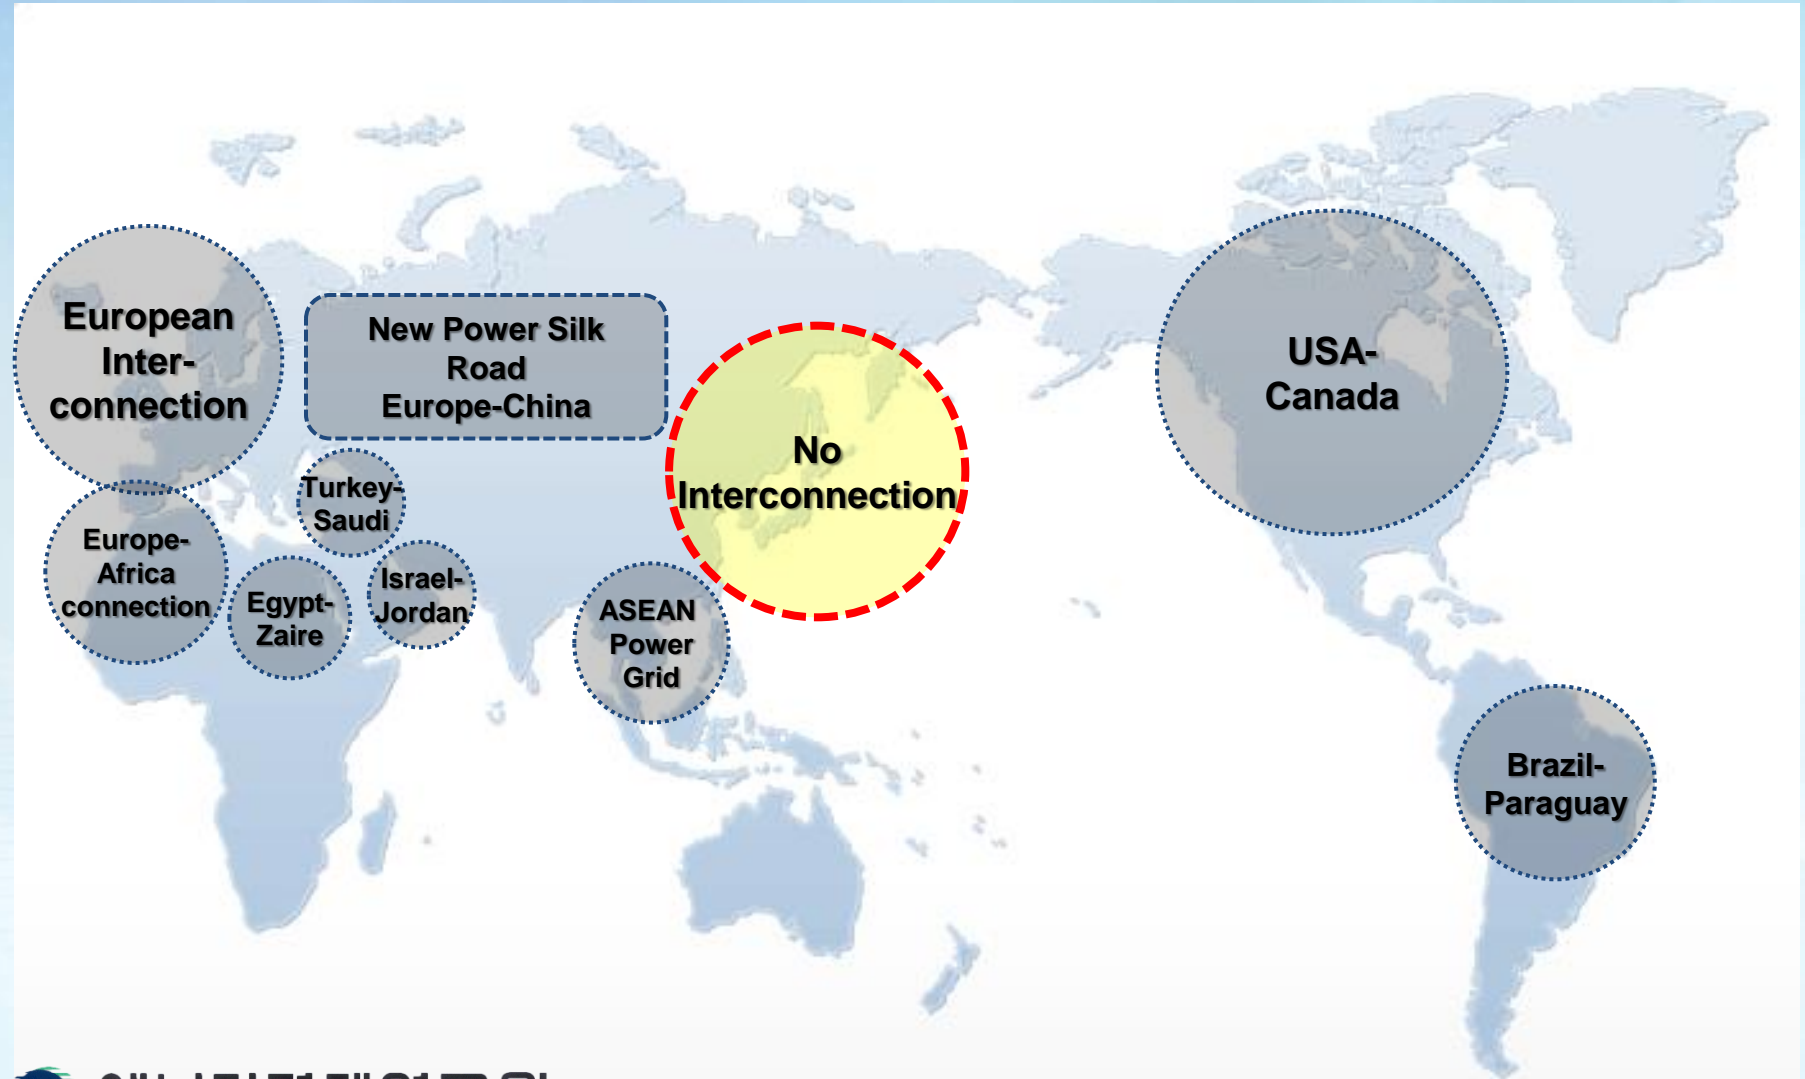 European
Inter-
connection
New Power Silk
Road
Europe-China
No
Interconnection
USA-
Canada
Turkey-
Saudi
Europe-
Africa
connection
Egypt-
Zaire
Israel-
Jordan
ASEAN
Power
Grid
Brazil-
Paraguay